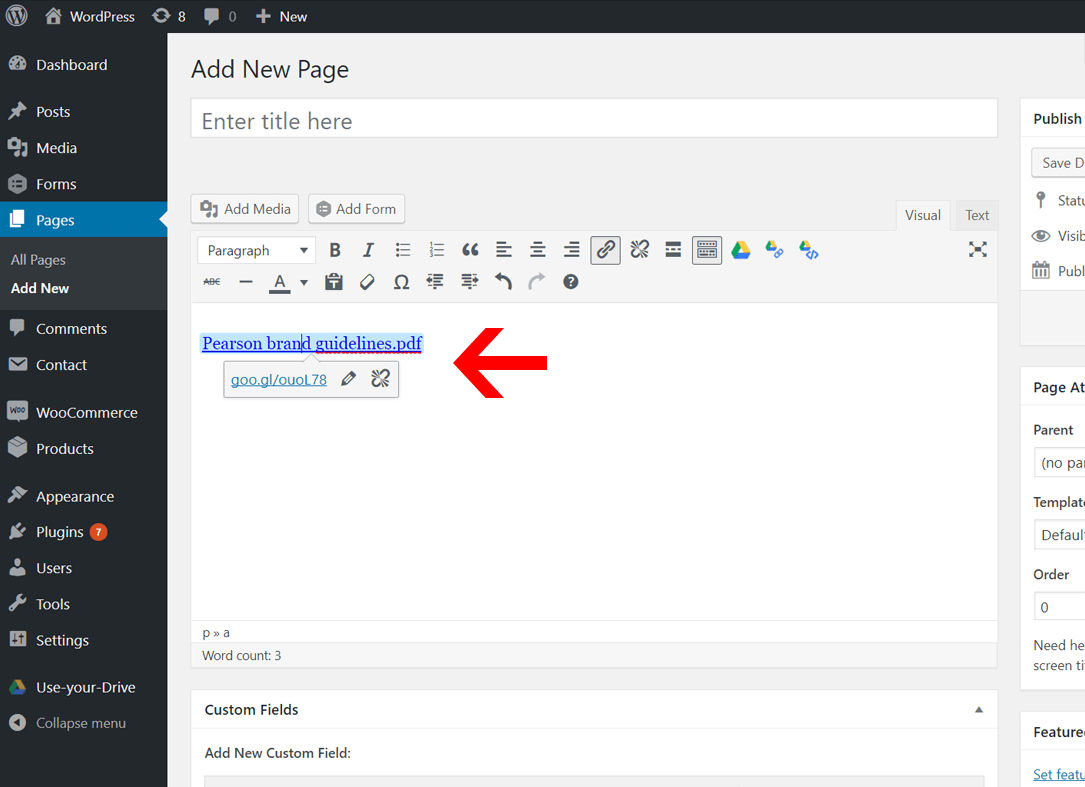 WordPress 8 0 New
Dashboard
Posts
Media
Forms
Pages
All Pages
Add New
Comments
Contact
WOO WooCommerce
Products
Appearance
Plugins 7
Users
Tools
Settings
Use-your-Drive
Collapse menu
Add New Page
Enter title here
Add Media Add Form
Visual Text
Paragraph B I
ABC A Ω
Pearson brand guidelines.pdf
goo.gl/ouoL78
p » a
Word count: 3
Custom Fields
Add New Custom Field:
Publish
Save D
Statu
Visib
Publ
Page At
Parent
(no par
Template
Defaul
Order
0
Need he
screen ti
Feature
Set featu